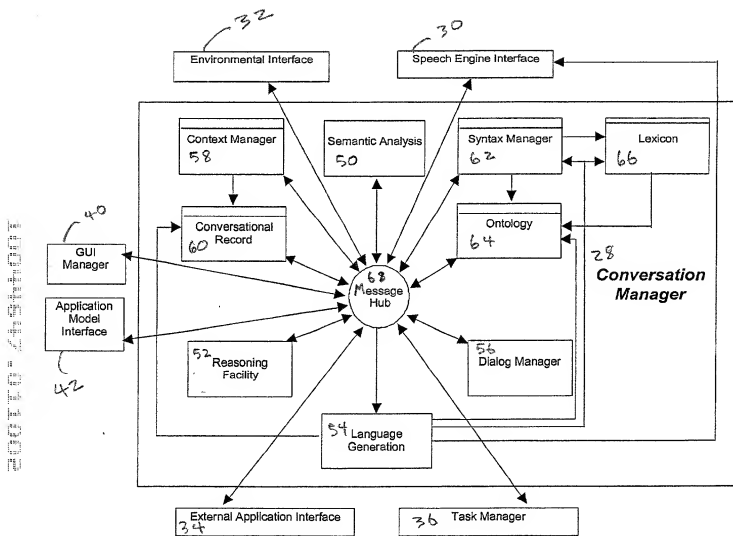 32
30
Environmental Interface
Speech Engine Interface
Context Manager
58
Semantic Analysis
50
Syntax Manager
62
Lexicon
66
Conversational
Record
60
Ontology
64
40
GUI
Manager
28
Conversation
Manager
68
Message
Hub
Application
Model
Interface
42
52
Reasoning
Facility
56
Dialog Manager
54
Language
Generation
External Application Interface
34
36
Task Manager